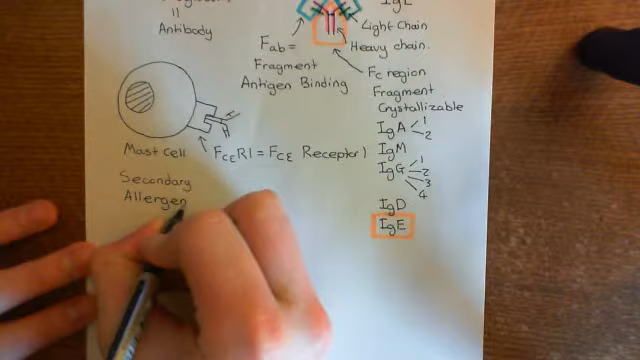 =
Antibody
Light Chain
Heavy chain.
Fab =
Fragment
Antigen Binding
Fc region
Fragment
Crystallizable
IgA 1
2
IgM
IgG 1
2
3
4
IgD
IgE
Mast Cell
FcεRI = Fcε Receptor 1
Secondary
Allergen